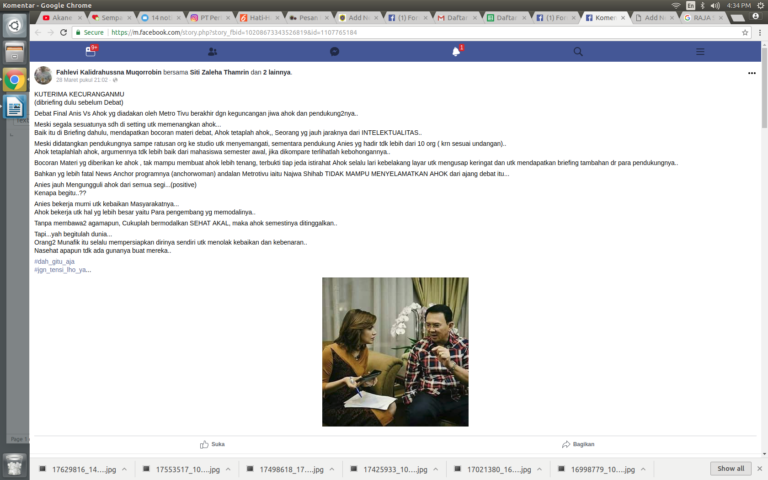 Komentar - Google Chrome
En
4:34 PM
Akano
Sempo
14 not
PT Pen
Hati-H
Pesan
Add N
(1) Fo
Dafta
Dafta
(1) Fo
Komen
Add N
RAJA
Secure
https://m.facebook.com/story.php?story_fbid=10208673343526819&id=1107765184
9+
1
Fahlevi Kalidrahussna Muqorrobin bersama Siti Zaleha Thamrin dan 2 lainnya.
28 Maret pukul 21:02
KUTERIMA KECURANGANMU
(dibriefing dulu sebelum Debat)
Debat Final Anis Vs Ahok yg diadakan oleh Metro Tivu berakhir dgn keguncangan jiwa ahok dan pendukung2nya..
Meski segala sesuatunya sdh di setting utk memenangkan ahok...
Baik itu di Briefing dahulu, mendapatkan bocoran materi debat, Ahok tetaplah ahok,, Seorang yg jauh jaraknya dari INTELEKTUALITAS..
Meski didatangkan pendukungnya sampe ratusan org ke studio utk menyemangati, sementara pendukung Anies yg hadir tdk lebih dari 10 org ( krn sesuai undangan)..
Ahok tetaplahlah ahok, argumennya tdk lebih baik dari mahasiswa semester awal, jika dikompare terlihatlah kebohongannya..
Bocoran Materi yg diberikan ke ahok , tak mampu membuat ahok lebih tenang, terbukti tiap jeda istirahat Ahok selalu lari kebelakang layar utk mengusap keringat dan utk mendapatkan briefing tambahan dr para pendukungnya..
Bahkan yg lebih fatal News Anchor programnya (anchorwoman) andalan Metrotivu iaitu Najwa Shihab TIDAK MAMPU MENYELAMATKAN AHOK dari ajang debat itu...
Anies jauh Mengungguli ahok dari semua segi...(positive)
Kenapa begitu..??
Anies bekerja murni utk kebaikan Masyarakatnya...
Ahok bekerja utk hal yg lebih besar yaitu Para pengembang yg memodalinya..
Tanpa membawa2 agamapun, Cukuplah bermodalkan SEHAT AKAL, maka ahok semestinya ditinggalkan..
Tapi...yah begitulah dunia...
Orang2 Munafik itu selalu mempersiapkan dirinya sendiri utk menolak kebaikan dan kebenaran..
Nasehat apapun tdk ada gunanya buat mereka..
#dah_gitu_aja
#jgn_tensi_lho_ya...
Suka
Bagikan
Page 1
17629816_14....jpg
17553517_10....jpg
17498618_17....jpg
17425933_10....jpg
17021380_16....jpg
16998779_10....jpg
Show all